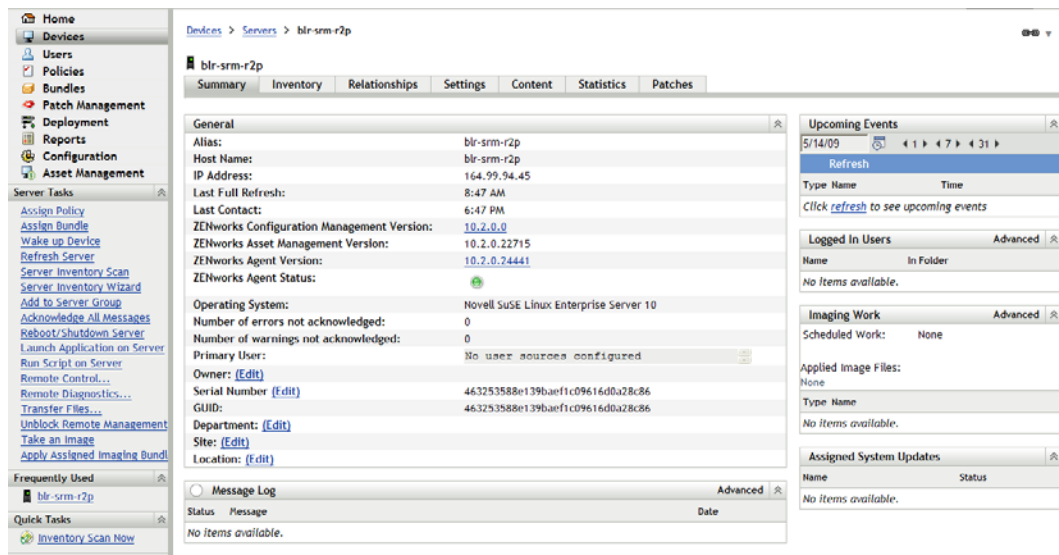 Home
Devices
Users
Policies
Bundles
Patch Management
Deployment
Reports
Configuration
Asset Management
Server Tasks
Assign Policy
Assign Bundle
Wake up Device
Refresh Server
Server Inventory Scan
Server Inventory Wizard
Add to Server Group
Acknowledge All Messages
Reboot/Shutdown Server
Launch Application on Server
Run Script on Server
Remote Control...
Remote Diagnostics...
Transfer Files...
Unblock Remote Management
Take an Image
Apply Assigned Imaging Bundl
Frequently Used
blr-srm-r2p
Quick Tasks
Inventory Scan Now
Devices > Servers > blr-srm-r2p
blr-srm-r2p
Summary Inventory Relationships Settings Content Statistics Patches
General
Alias: blr-srm-r2p
Host Name: blr-srm-r2p
IP Address: 164.99.94.45
Last Full Refresh: 8:47 AM
Last Contact: 6:47 PM
ZENworks Configuration Management Version: 10.2.0.0
ZENworks Asset Management Version: 10.2.0.22715
ZENworks Agent Version: 10.2.0.24441
ZENworks Agent Status:
Operating System: Novell SuSE Linux Enterprise Server 10
Number of errors not acknowledged: 0
Number of warnings not acknowledged: 0
Primary User: No user sources configured
Owner: (Edit)
Serial Number (Edit) 463253588e139baef1c09616d0a28c86
GUID: 463253588e139baef1c09616d0a28c86
Department: (Edit)
Site: (Edit)
Location: (Edit)
Message Log Advanced
Status Message Date
No items available.
Upcoming Events
5/14/09 1 7 31
Refresh
Type Name Time
Click refresh to see upcoming events
Logged In Users Advanced
Name In Folder
No items available.
Imaging Work Advanced
Scheduled Work: None
Applied Image Files:
None
Type Name
No items available.
Assigned System Updates
Name Status
No items available.